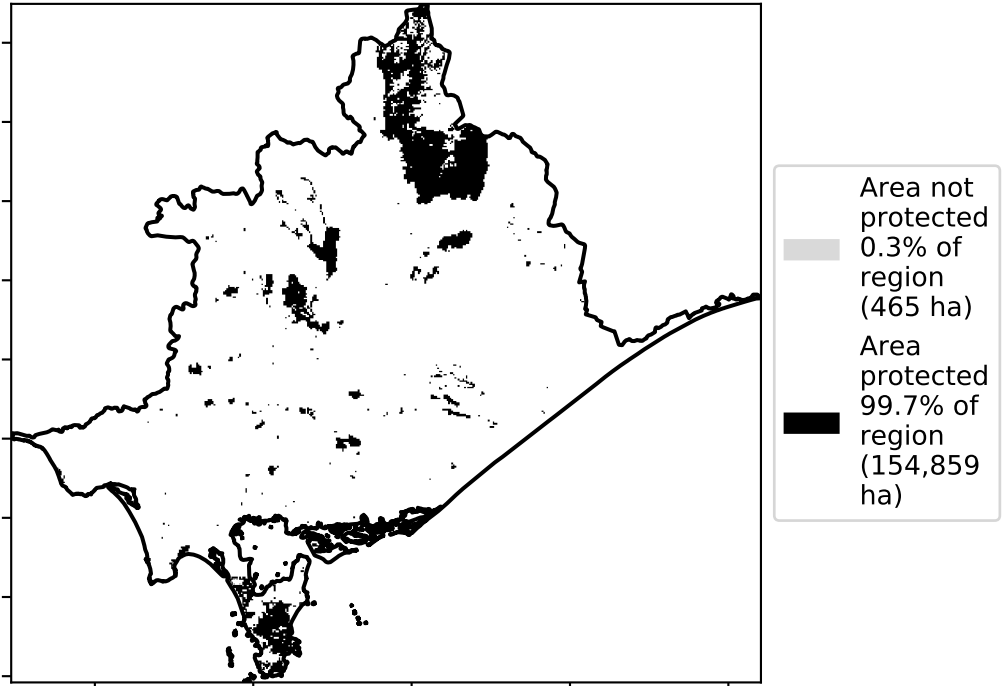 Area not
protected
0.3% of
region
(465 ha)
Area
protected
99.7% of
region
(154,859
ha)